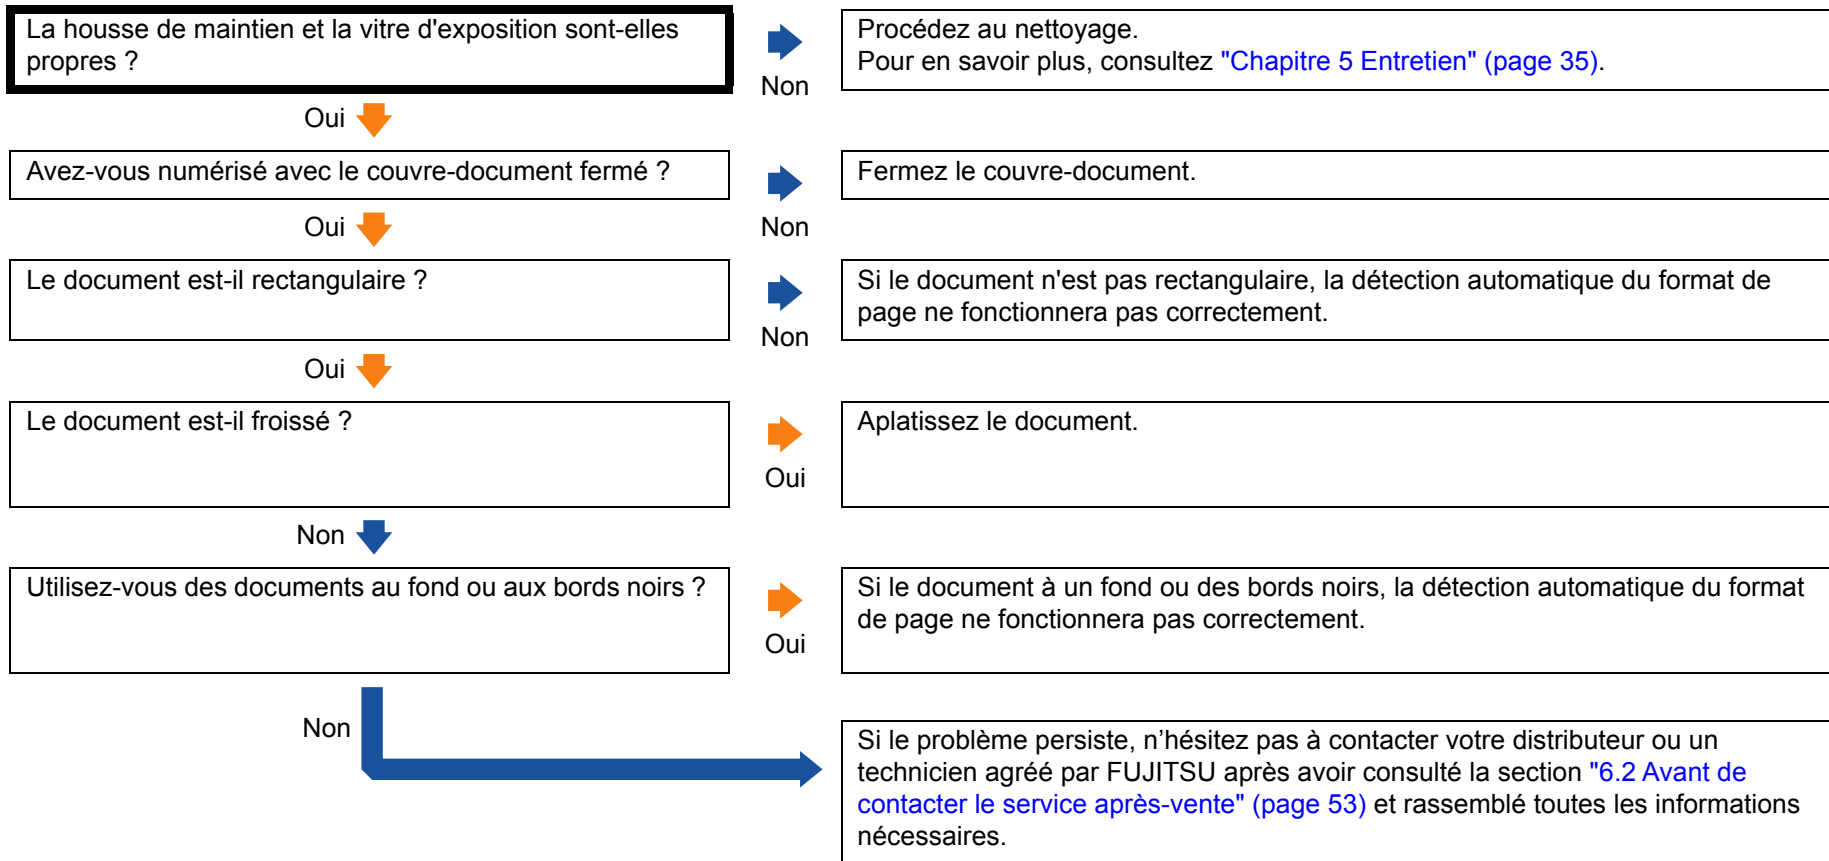 La housse de maintien et la vitre d'exposition sont-elles
propres ?
Non
Procédez au nettoyage.
Pour en savoir plus, consultez "Chapitre 5 Entretien" (page 35).
Oui
Avez-vous numérisé avec le couvre-document fermé ?
Non
Fermez le couvre-document.
Oui
Le document est-il rectangulaire ?
Non
Si le document n'est pas rectangulaire, la détection automatique du format de
page ne fonctionnera pas correctement.
Oui
Le document est-il froissé ?
Oui
Aplatissez le document.
Non
Utilisez-vous des documents au fond ou aux bords noirs ?
Oui
Si le document à un fond ou des bords noirs, la détection automatique du format
de page ne fonctionnera pas correctement.
Non
Si le problème persiste, n’hésitez pas à contacter votre distributeur ou un
technicien agréé par FUJITSU après avoir consulté la section "6.2 Avant de
contacter le service après-vente" (page 53) et rassemblé toutes les informations
nécessaires.